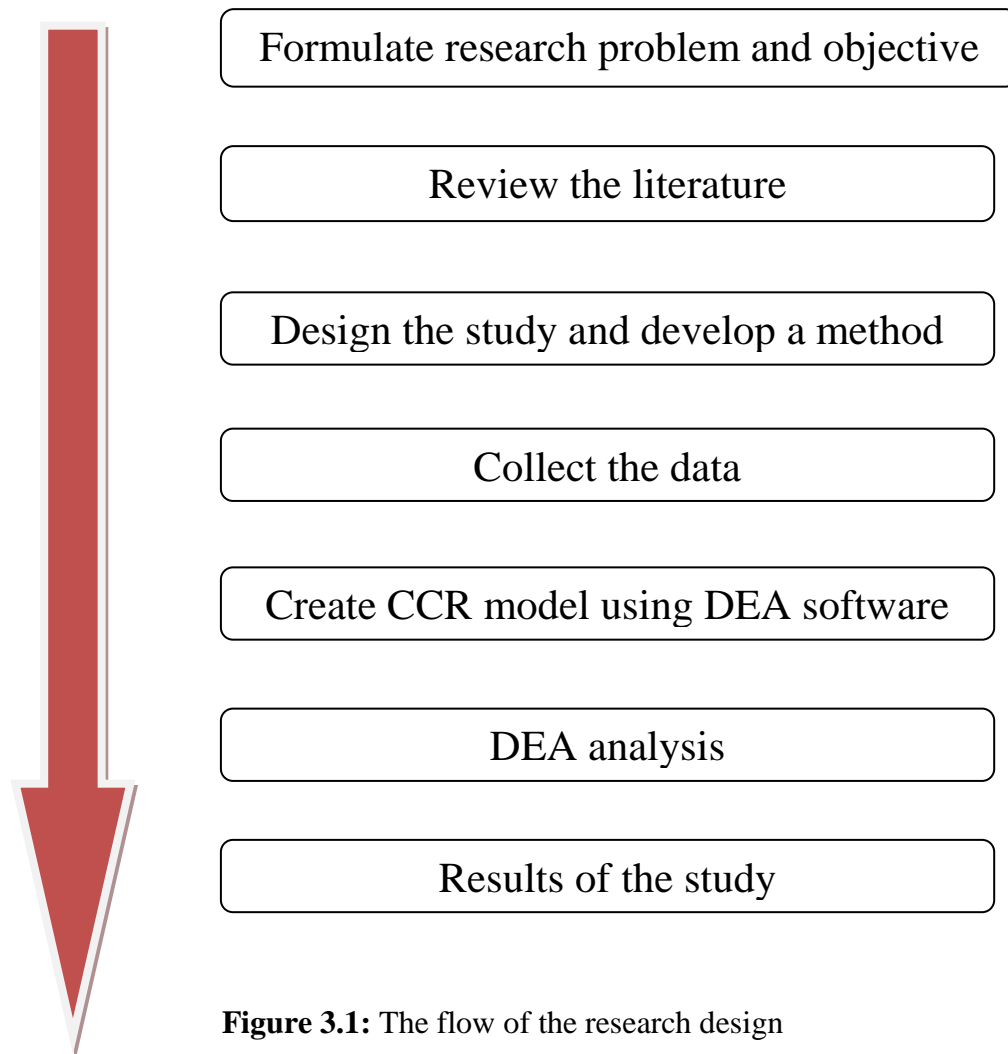 Formulate research problem and objective
Review the literature
Design the study and develop a method
Collect the data
Create CCR model using DEA software
DEA analysis
Results of the study
Figure 3.1: The flow of the research design